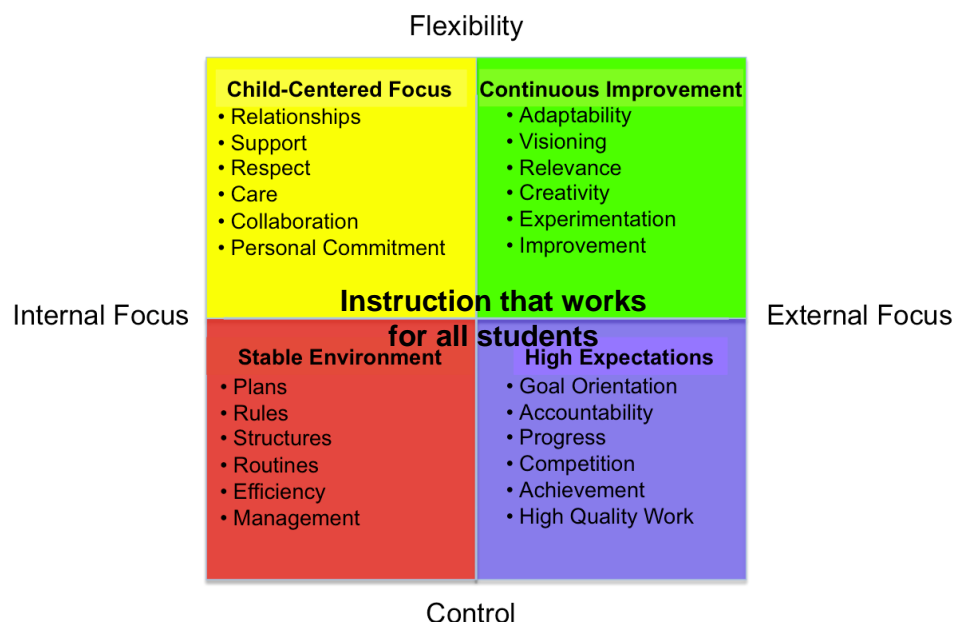 Flexibility
Child-Centered Focus
• Relationships
• Support
• Respect
• Care
• Collaboration
• Personal Commitment
Continuous Improvement
• Adaptability
• Visioning
• Relevance
• Creativity
• Experimentation
• Improvement
Internal Focus
Instruction that works
for all students
External Focus
Stable Environment
• Plans
• Rules
• Structures
• Routines
• Efficiency
• Management
High Expectations
• Goal Orientation
• Accountability
• Progress
• Competition
• Achievement
• High Quality Work
Control